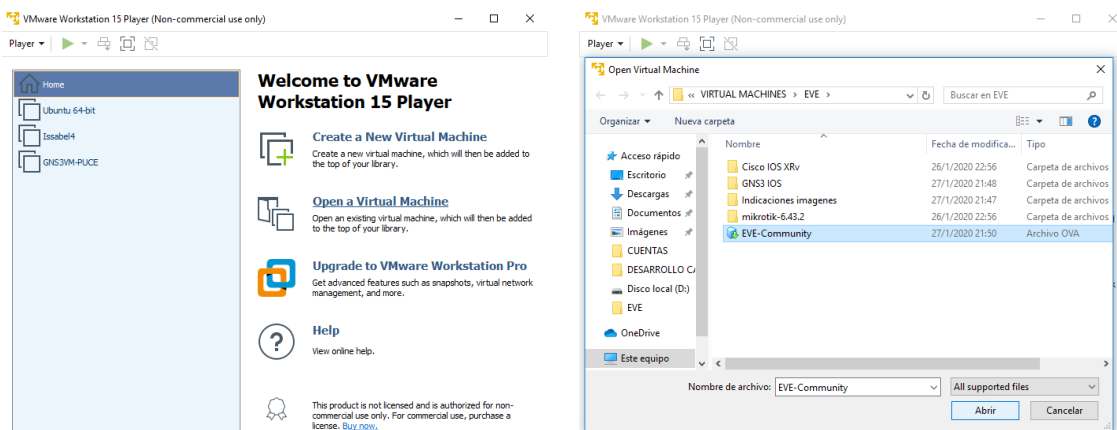 VMware Workstation 15 Player (Non-commercial use only)
Player
Home
Ubuntu 64-bit
Issabel4
GNS3VM-PUCE
Welcome to VMware
Workstation 15 Player
Create a New Virtual Machine
Create a new virtual machine, which will then be added to
the top of your library.
Open a Virtual Machine
Open an existing virtual machine, which will then be added
to the top of your library.
Upgrade to VMware Workstation Pro
Get advanced features such as snapshots, virtual network
management, and more.
Help
View online help.
This product is not licensed and is authorized for non-
commercial use only. For commercial use, purchase a
license. Buy now.
VMware Workstation 15 Player (Non-commercial use only)
Player
Open Virtual Machine
« VIRTUAL MACHINES > EVE >
Buscar en EVE
Organizar Nueva carpeta
Nombre Fecha de modifica... Tipo
Acceso rápido
Escritorio
Descargas
Documentos
Imágenes
CUENTAS
DESARROLLO CA
Disco local (D:)
EVE
OneDrive
Este equipo
Cisco IOS XRv 26/1/2020 22:56 Carpeta de archivos
GNS3 IOS 27/1/2020 21:48 Carpeta de archivos
Indicaciones imagenes 27/1/2020 21:47 Carpeta de archivos
mikrotik-6.43.2 26/1/2020 22:56 Carpeta de archivos
EVE-Community 27/1/2020 21:50 Archivo OVA
Nombre de archivo: EVE-Community All supported files
Abrir Cancelar